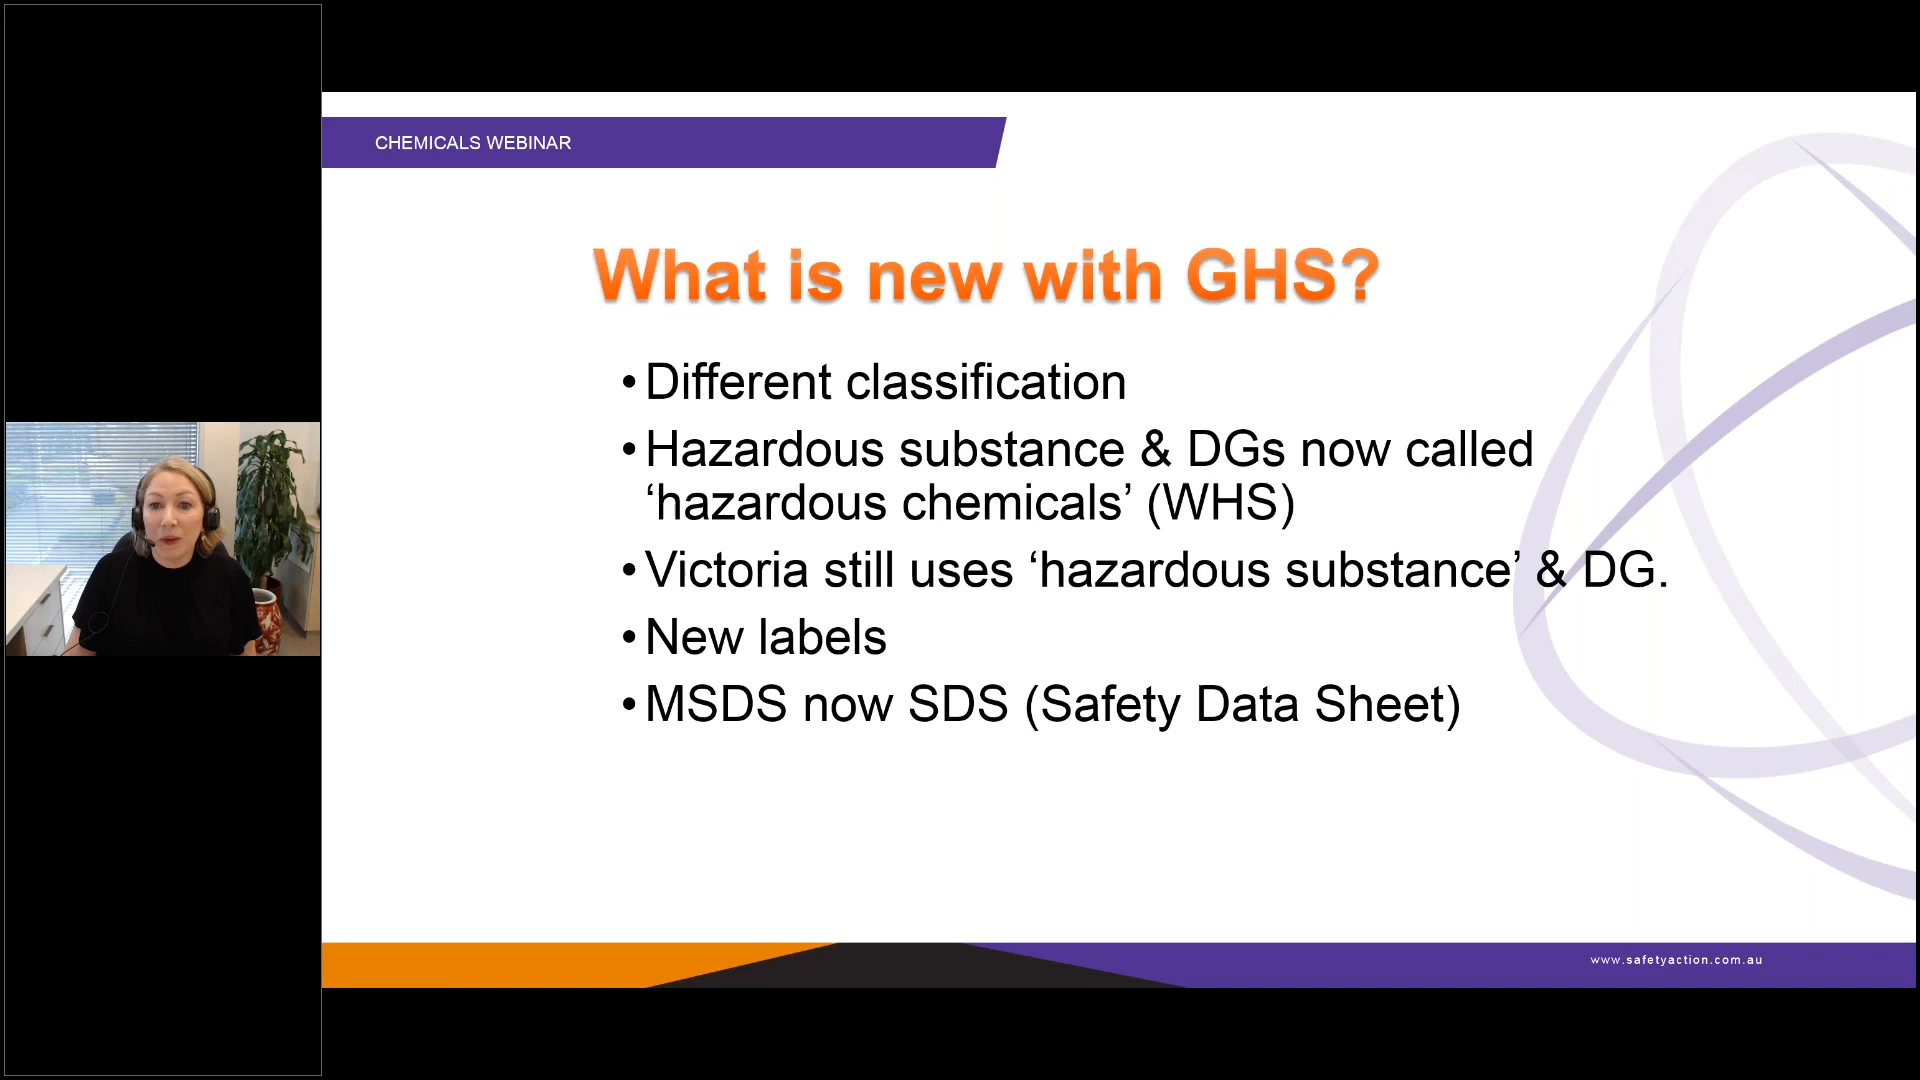 CHEMICALS WEBINAR
What is new with GHS?
•Different classification
•Hazardous substance & DGs now called
‘hazardous chemicals’ (WHS)
•Victoria still uses ‘hazardous substance’ & DG.
•New labels
•MSDS now SDS (Safety Data Sheet)
www.safetyaction.com.au